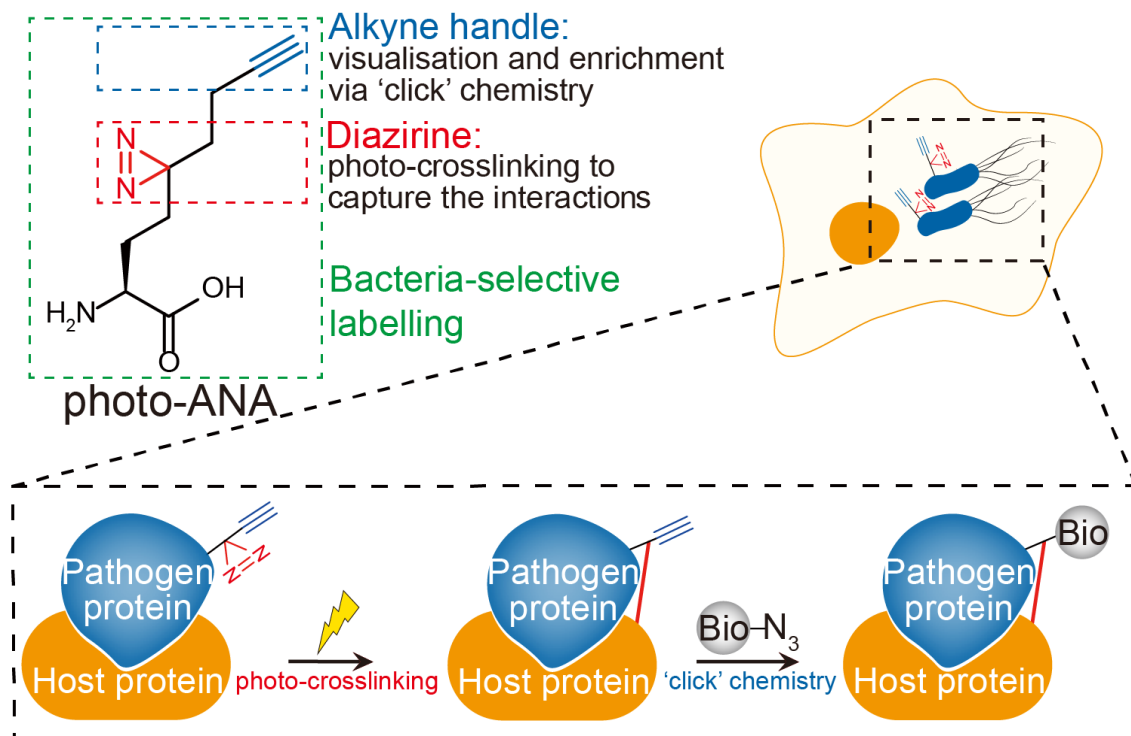 Alkyne handle:
visualisation and enrichment
via ‘click’ chemistry
N
N
Diazirine:
photo-crosslinking to
capture the interactions
Bacteria-selective
labelling
H₂N
OH
O
photo-ANA
N=N
N=N
Pathogen
protein
Host protein
N=N
photo-crosslinking
Pathogen
protein
Host protein
Bio–N₃
‘click’ chemistry
Pathogen
protein
Host protein
Bio